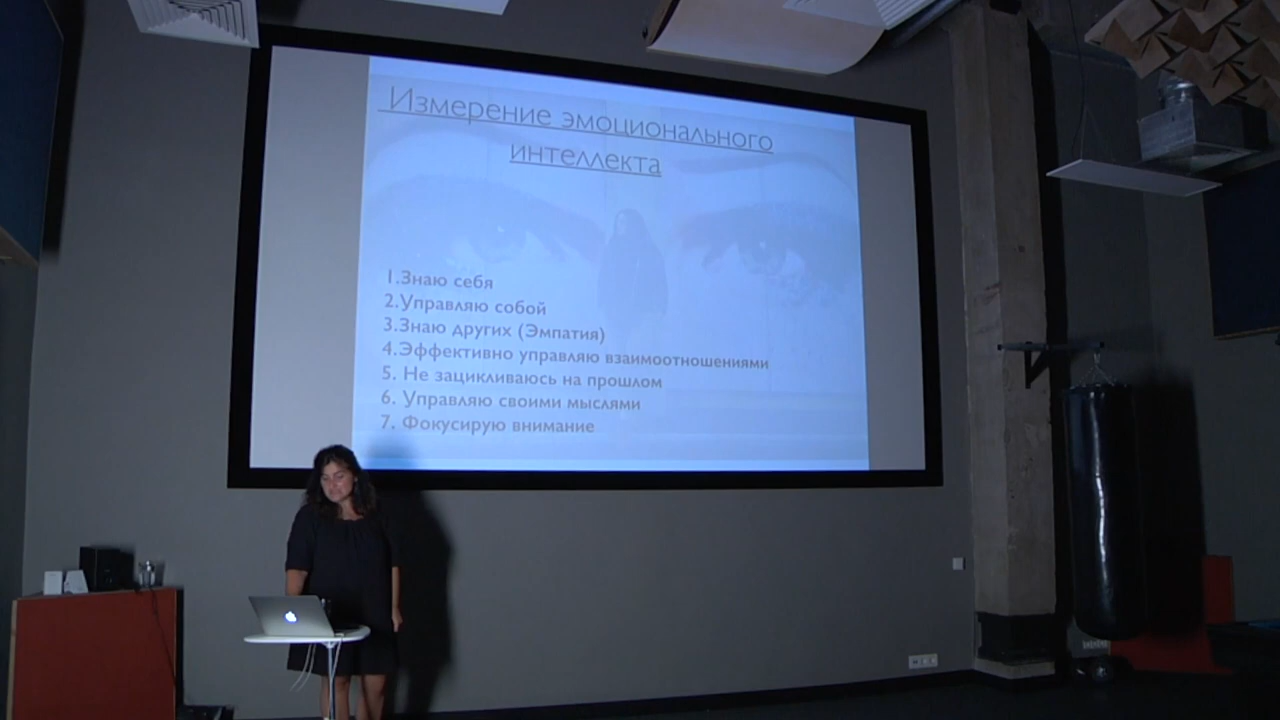 Измерение эмоционального
интеллекта
1.Знаю себя
2.Управляю собой
3.Знаю других (Эмпатия)
4.Эффективно управляю взаимоотношениями
5. Не зацикливаюсь на прошлом
6. Управляю своими мыслями
7. Фокусирую внимание